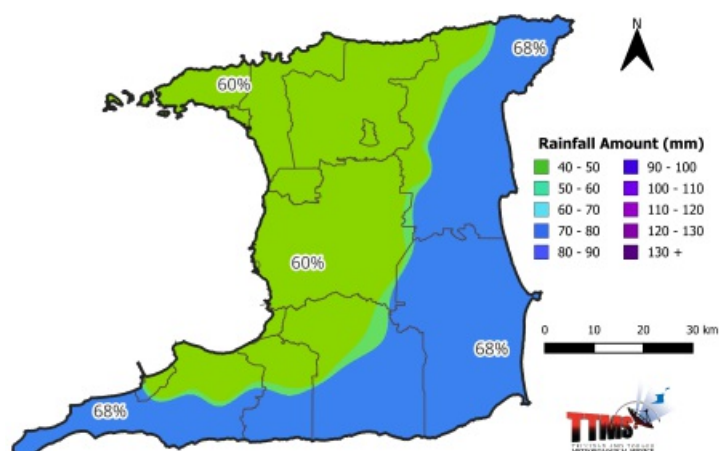 68%
60%
N
Rainfall Amount (mm)
40 - 50
50 - 60
60 - 70
70 - 80
80 - 90
90 - 100
100 - 110
110 - 120
120 - 130
130 +
60%
0 10 20 30 km
68%
68%
TTMS